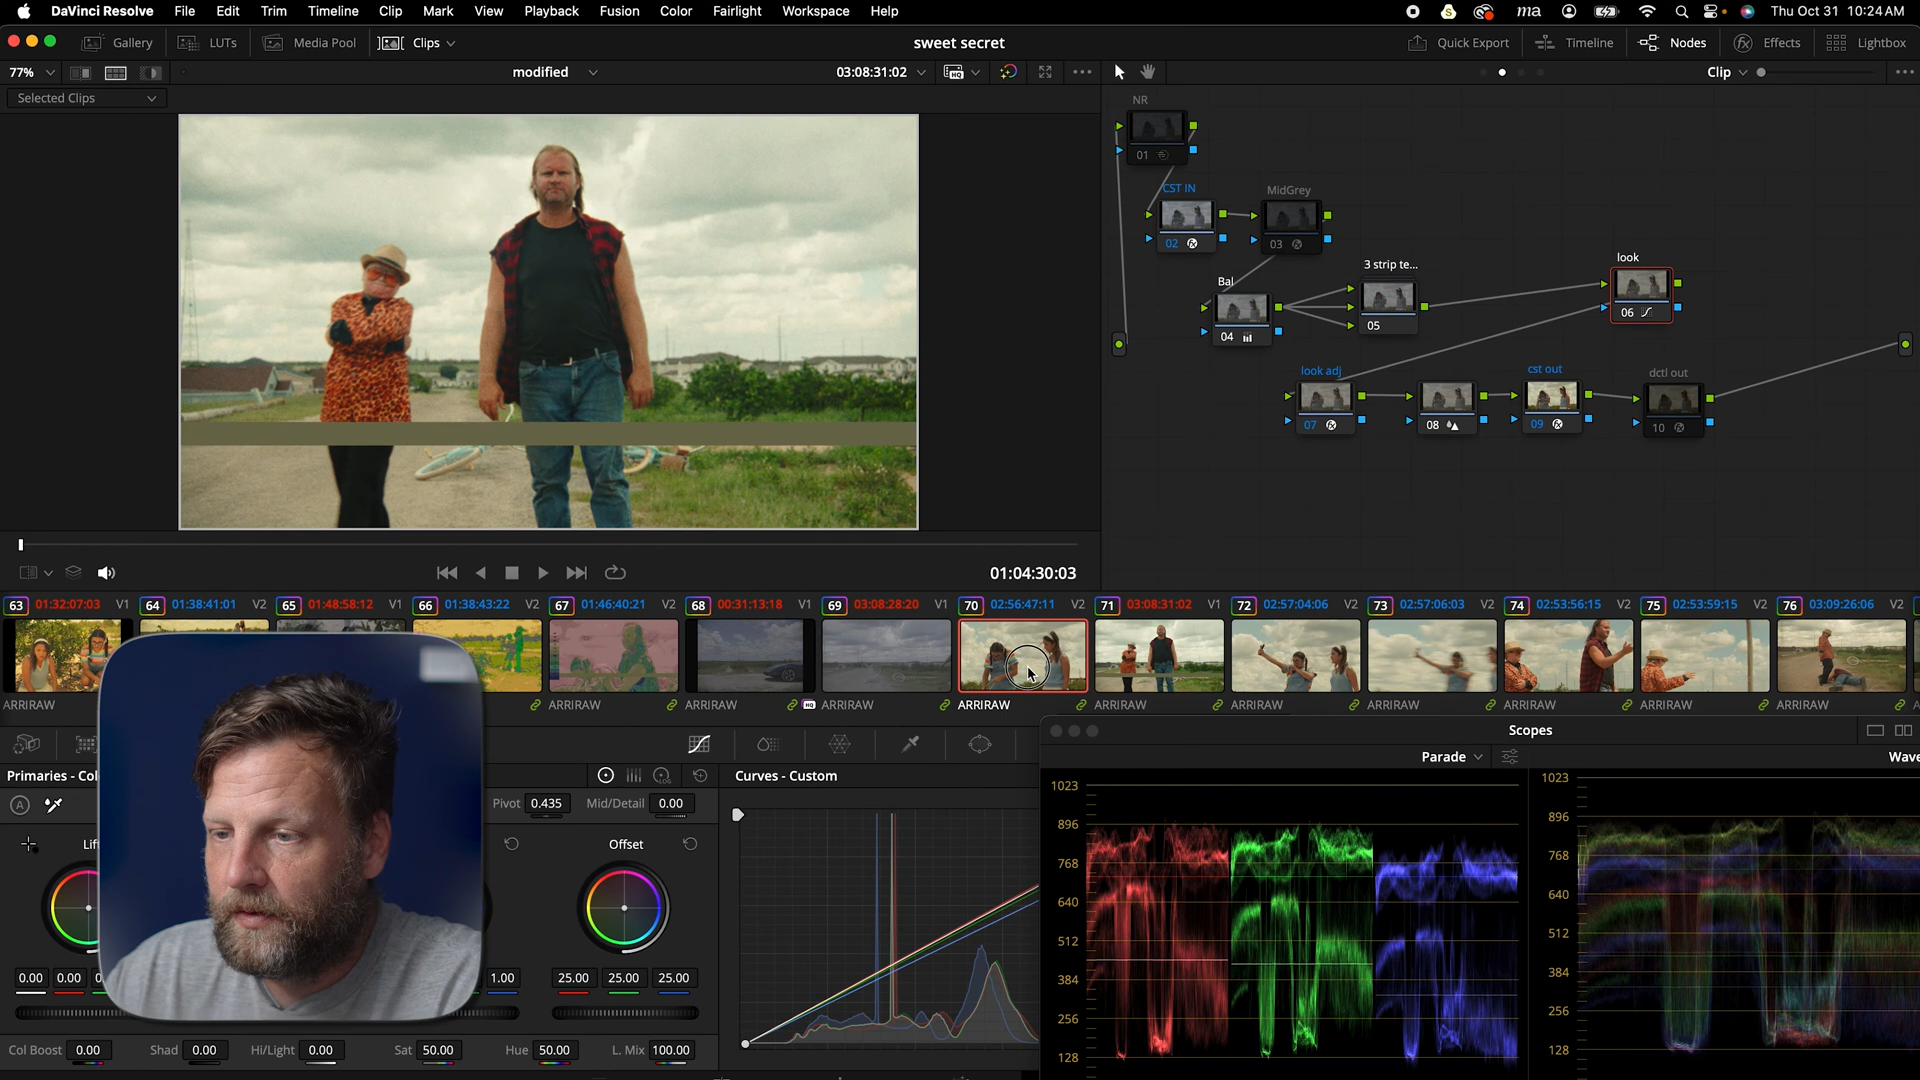 DaVinci Resolve File Edit Trim Timeline Clip Mark View Playback Fusion Color Fairlight Workspace Help
ma Thu Oct 31 10:24 AM
Gallery LUTs Media Pool Clips
sweet secret
Quick Export Timeline Nodes Effects Lightbox
77% modified 03:08:31:02 HQ
Clip
Selected Clips
NR
01
CST IN MidGrey
02 03
Bal 3 strip te... look
04 05 06
look adj cst out dctl out
07 08 09 10
01:04:30:03
63 01:32:07:03 V1 64 01:38:41:01 V2 65 01:48:58:12 V1 66 01:38:43:22 V2 67 01:46:40:21 V2 68 00:31:13:18 V1 69 03:08:28:20 V1 70 02:56:47:11 V2 71 03:08:31:02 V1 72 02:57:04:06 V2 73 02:57:06:03 V2 74 02:53:56:15 V2 75 02:53:59:15 V2 76 03:09:26:06 V2
ARRIRAW ARRIRAW ARRIRAW HQ ARRIRAW ARRIRAW ARRIRAW ARRIRAW ARRIRAW ARRIRAW ARRIRAW ARRIRAW
Primaries - Col
Curves - Custom
Scopes
Parade
Wave
A Pivot 0.435 Mid/Detail 0.00
Lif Offset
0.00 0.00 0 1.00 25.00 25.00 25.00
Col Boost 0.00 Shad 0.00 Hi/Light 0.00 Sat 50.00 Hue 50.00 L. Mix 100.00
1023 1023
896 896
768 768
640 640
512 512
384 384
256 256
128 128